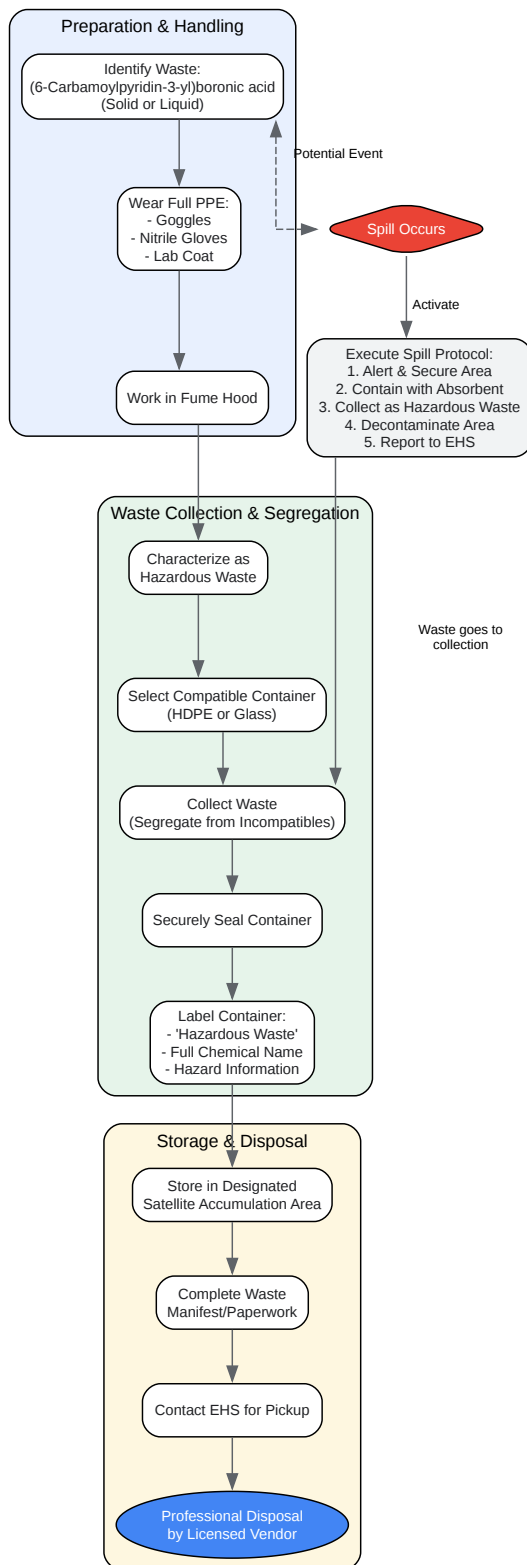 Preparation & Handling
Identify Waste:
(6-Carbamoylpyridin-3-yl)boronic acid
(Solid or Liquid)
Potential Event
Wear Full PPE:
- Goggles
- Nitrile Gloves
- Lab Coat
Spill Occurs
Activate
Execute Spill Protocol:
1. Alert & Secure Area
2. Contain with Absorbent
3. Collect as Hazardous Waste
4. Decontaminate Area
5. Report to EHS
Work in Fume Hood
Waste Collection & Segregation
Characterize as
Hazardous Waste
Waste goes to
collection
Select Compatible Container
(HDPE or Glass)
Collect Waste
(Segregate from Incompatibles)
Securely Seal Container
Label Container:
- 'Hazardous Waste'
- Full Chemical Name
- Hazard Information
Storage & Disposal
Store in Designated
Satellite Accumulation Area
Complete Waste
Manifest/Paperwork
Contact EHS for Pickup
Professional Disposal
by Licensed Vendor